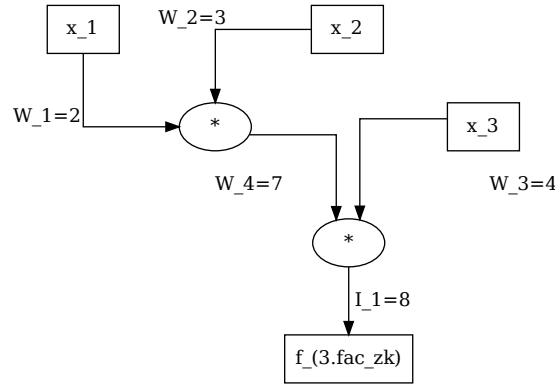 x_1
W_2=3
x_2
W_1=2
*
x_3
W_4=7
W_3=4
*
I_1=8
f_(3.fac_zk)